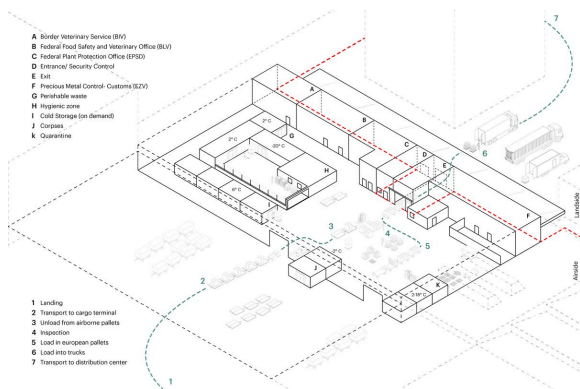 A Border Veterinary Service (BIV)
B Federal Food Safety and Veterinary Office (BLV)
C Federal Plant Protection Office (EPSD)
D Entrance/ Security Control
E Exit
F Precious Metal Control- Customs (EZV)
G Perishable waste
H Hygienic zone
I Cold Storage (on demand)
J Corpses
k Quarantine
7
A
B
C
D
E
F
2° C
G
2° C
-20° C
H
6° C
I
6
4
5
3
2
J
K
2-18° C
Landside
Airside
1 Landing
2 Transport to cargo terminal
3 Unload from airborne pallets
4 Inspection
5 Load in european pallets
6 Load into trucks
7 Transport to distribution center
1